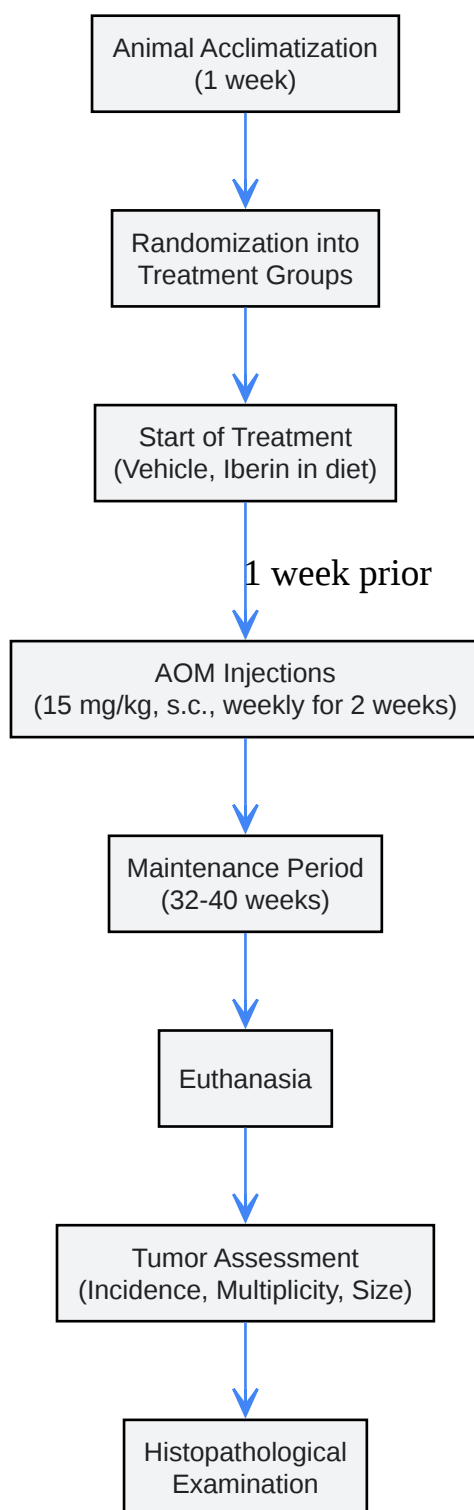 Animal Acclimatization
(1 week)
Randomization into
Treatment Groups
Start of Treatment
(Vehicle, Iberin in diet)
1 week prior
AOM Injections
(15 mg/kg, s.c., weekly for 2 weeks)
Maintenance Period
(32-40 weeks)
Euthanasia
Tumor Assessment
(Incidence, Multiplicity, Size)
Histopathological
Examination